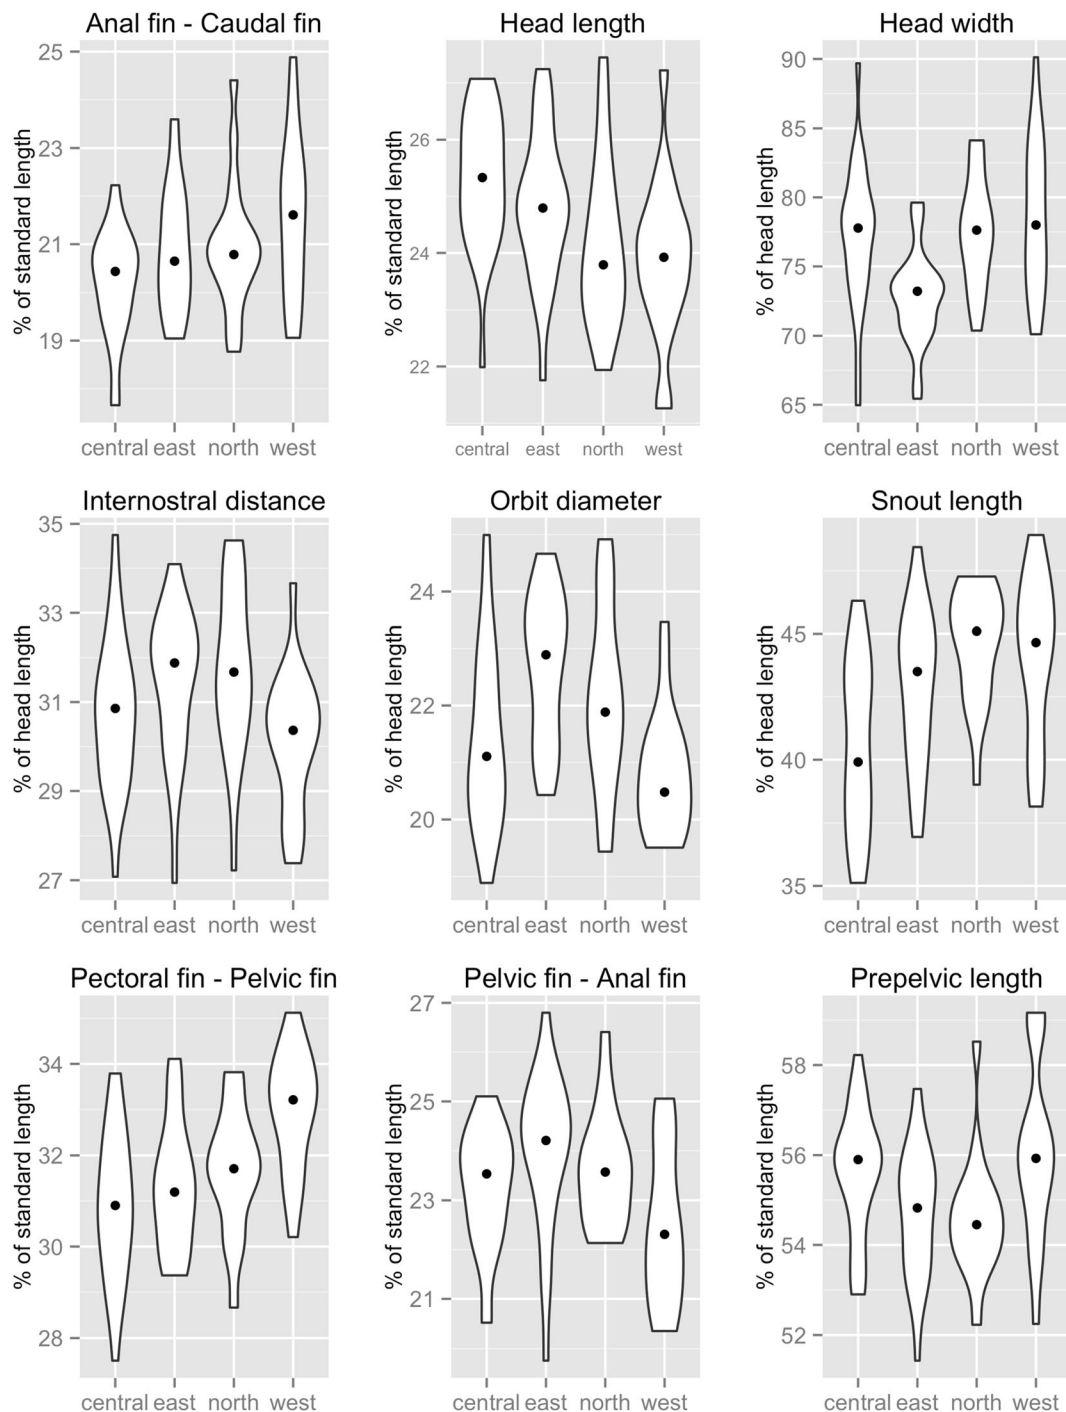 Anal fin - Caudal fin
% of standard length
25
23
21
19
central east north west
Head length
% of standard length
26
24
22
central east north west
Head width
% of head length
90
85
80
75
70
65
central east north west
Internostral distance
% of head length
35
33
31
29
27
central east north west
Orbit diameter
% of head length
24
22
20
central east north west
Snout length
% of head length
45
40
35
central east north west
Pectoral fin - Pelvic fin
% of standard length
34
32
30
28
central east north west
Pelvic fin - Anal fin
% of standard length
27
25
23
21
central east north west
Prepelvic length
% of standard length
58
56
54
52
central east north west